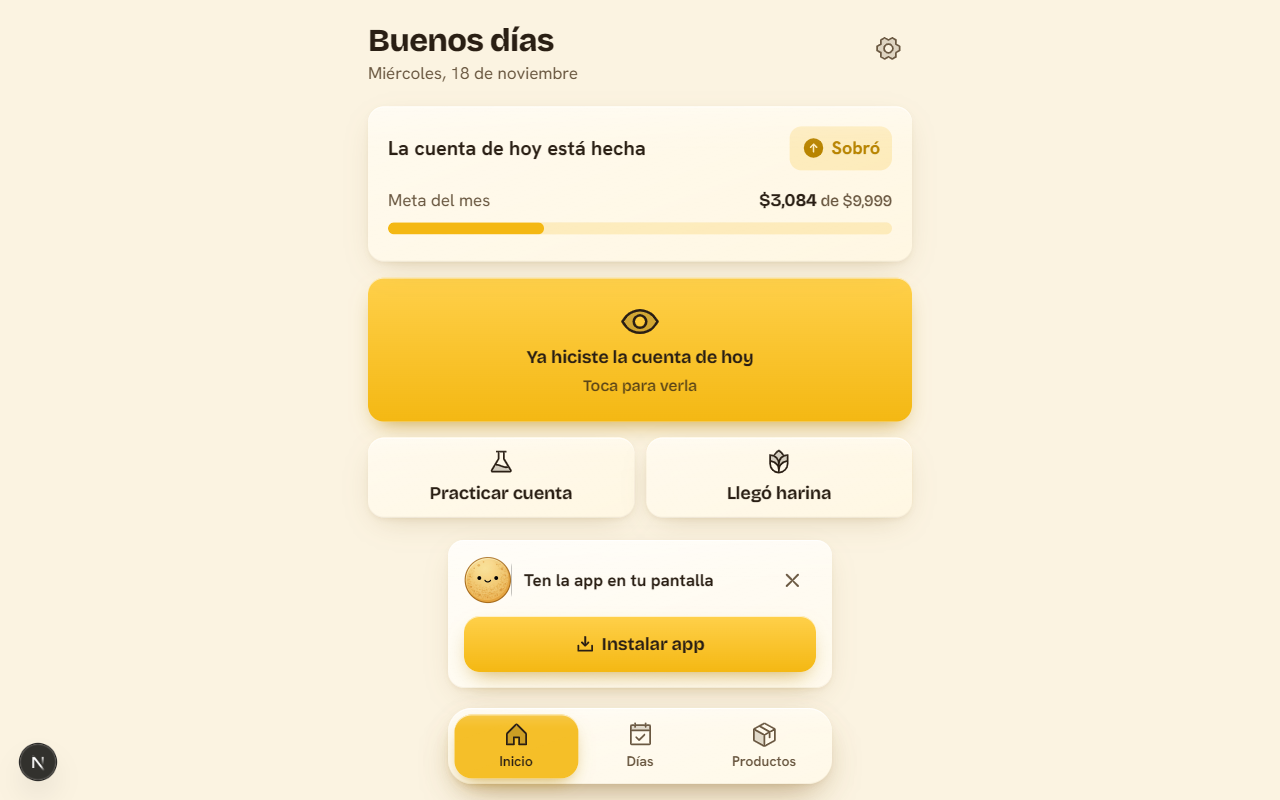 Buenos días
Miércoles, 18 de noviembre
La cuenta de hoy está hecha
Sobró
Meta del mes
$3,084 de $9,999
Ya hiciste la cuenta de hoy
Toca para verla
Practicar cuenta
Llegó harina
Ten la app en tu pantalla
Instalar app
Inicio
Días
Productos
N